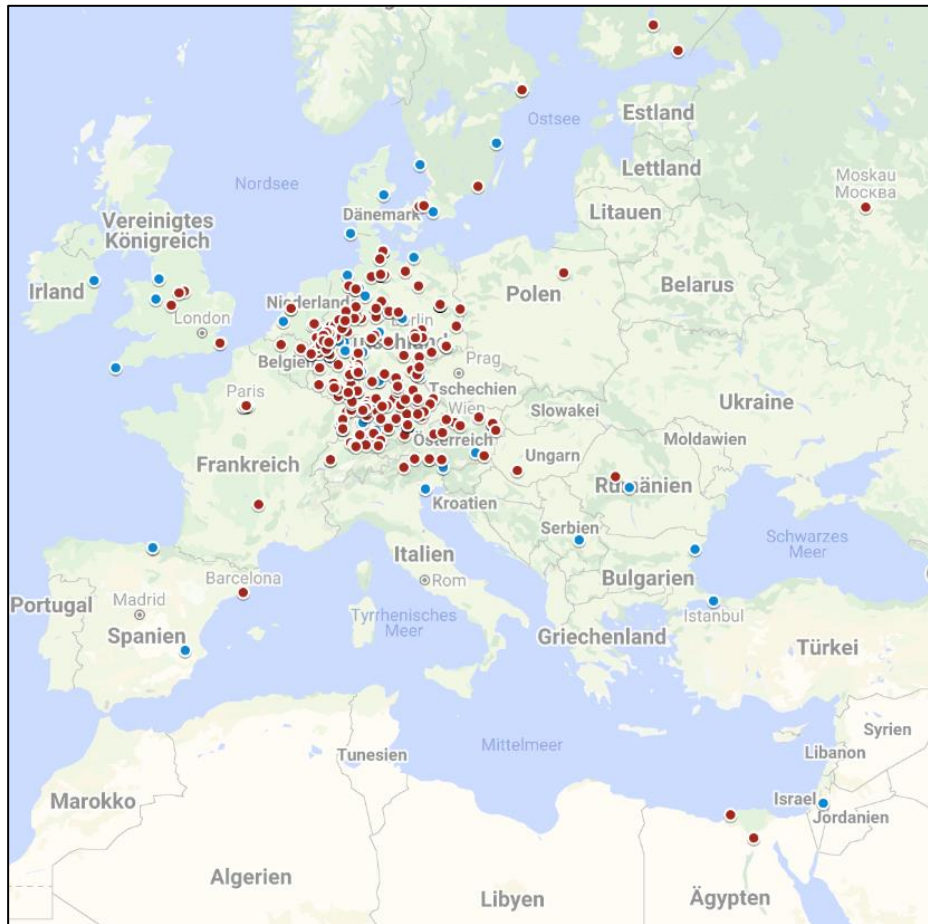 Estland
Ostsee
Lettland
Moskau
Москва
Nordsee
Dänemark
Litauen
Vereinigtes
Königreich
Belarus
Irland
Niederland
Polen
London
Berlin
Belgien
Prag
Paris
Tschechien
Ukraine
Wien
Slowakei
Österreich
Moldawien
Frankreich
Ungarn
Rumänien
Kroatien
Serbien
Schwarzes
Meer
Italien
Bulgarien
Barcelona
Rom
Portugal
Madrid
Istanbul
Tyrrhenisches
Meer
Spanien
Griechenland
Türkei
Mittelmeer
Syrien
Tunesien
Libanon
Marokko
Israel
Jordanien
Algerien
Libyen
Ägypten